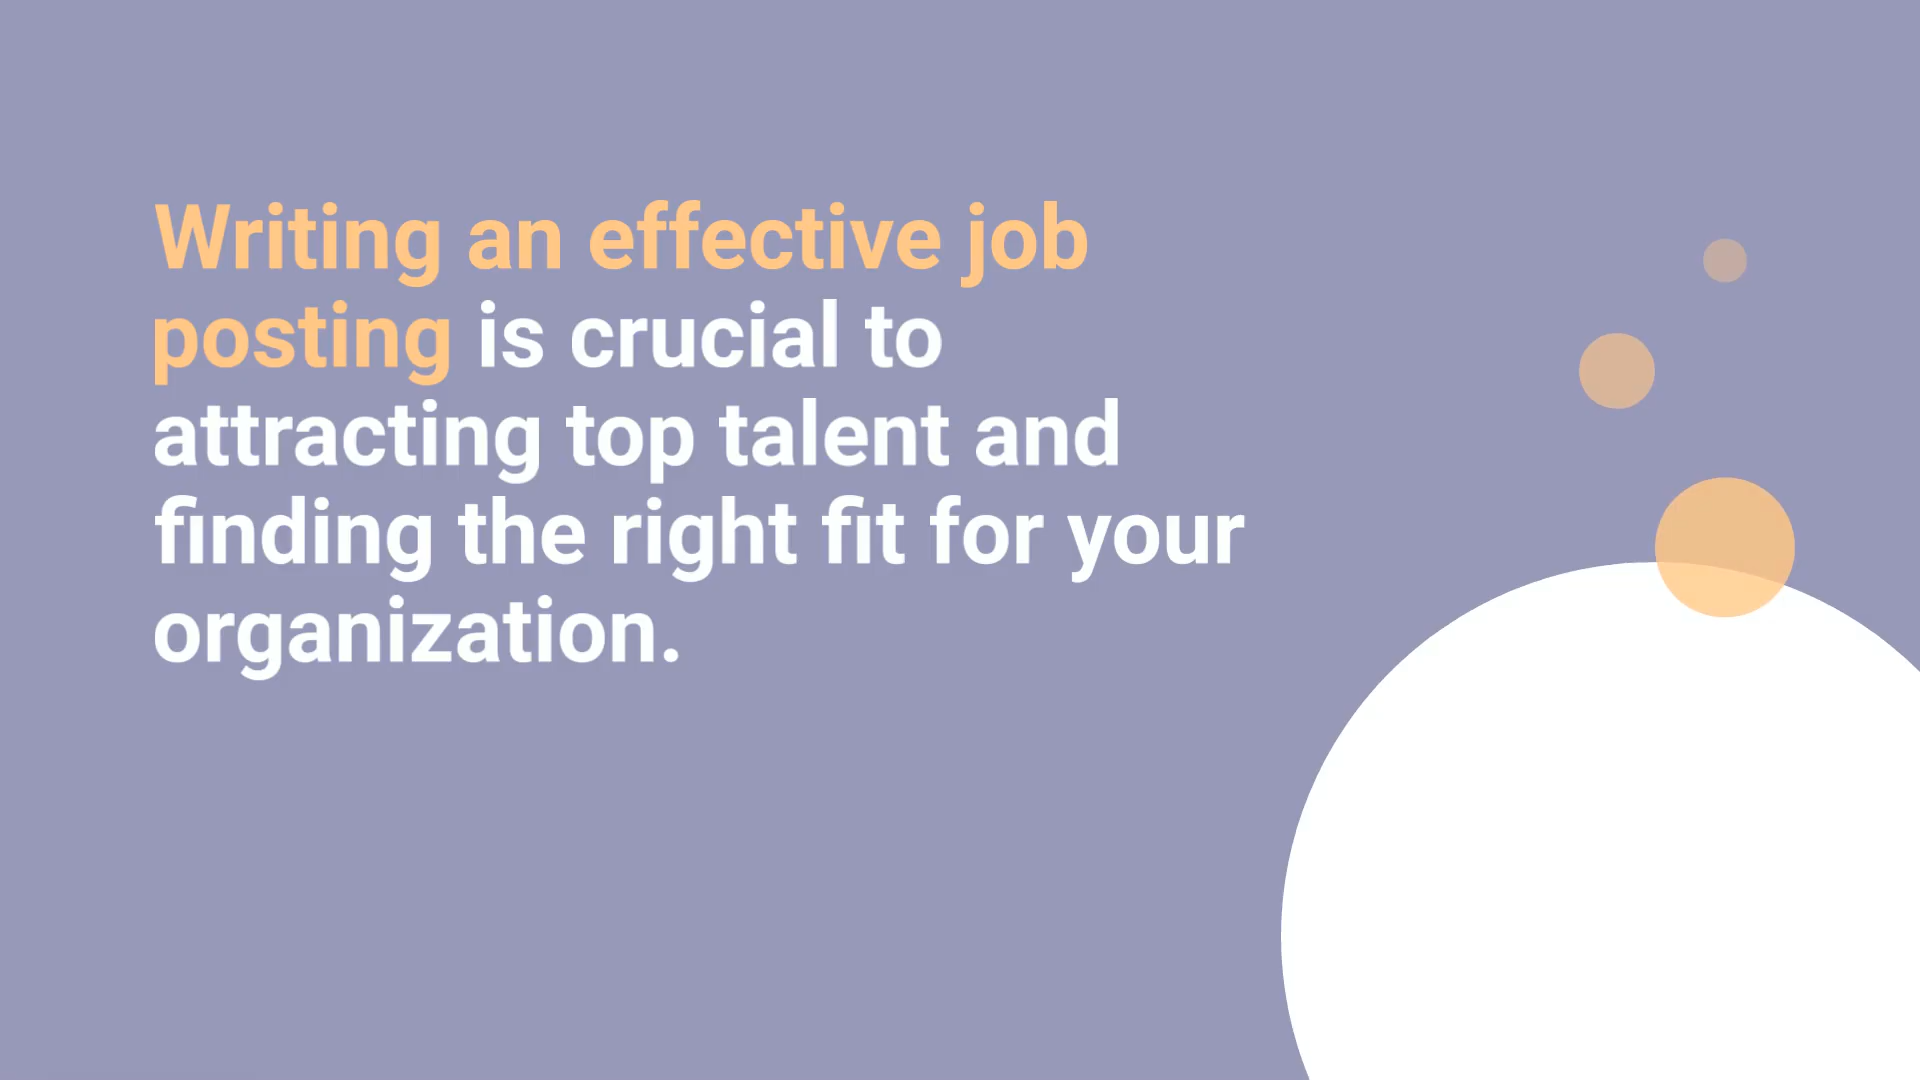 Writing an effective job
posting is crucial to
attracting top talent and
finding the right fit for your
organization.